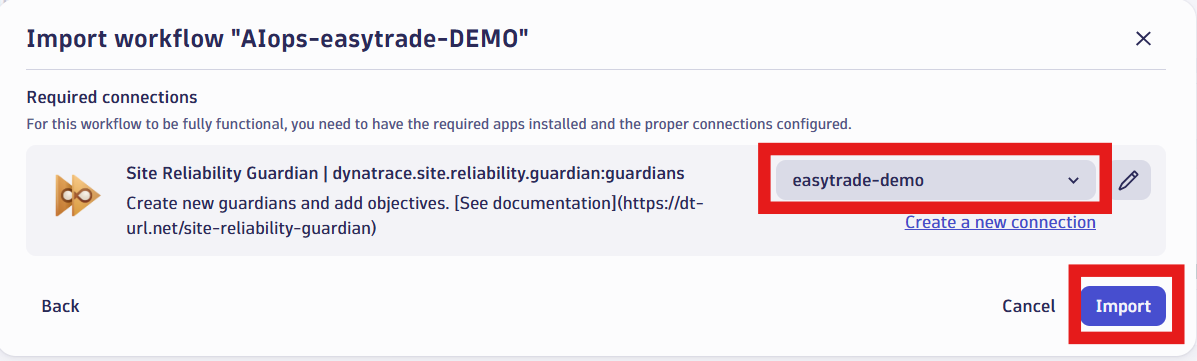 Import workflow "AIops-easytrade-DEMO"
Required connections
For this workflow to be fully functional, you need to have the required apps installed and the proper connections configured.
Site Reliability Guardian | dynatrace.site.reliability.guardian:guardians
Create new guardians and add objectives. [See documentation](https://dt-
url.net/site-reliability-guardian)
easytrade-demo
Create a new connection
Back
Cancel
Import